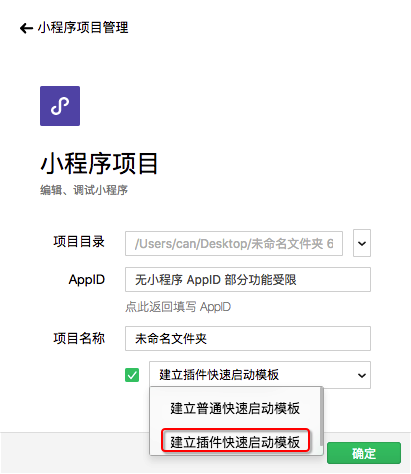 小程序项目管理
小程序项目
编辑、调试小程序
项目目录 /Users/can/Desktop/未命名文件夹 6
AppID 无小程序 AppID 部分功能受限
点此返回填写 AppID
项目名称 未命名文件夹
建立插件快速启动模板
建立普通快速启动模板
建立插件快速启动模板
确定